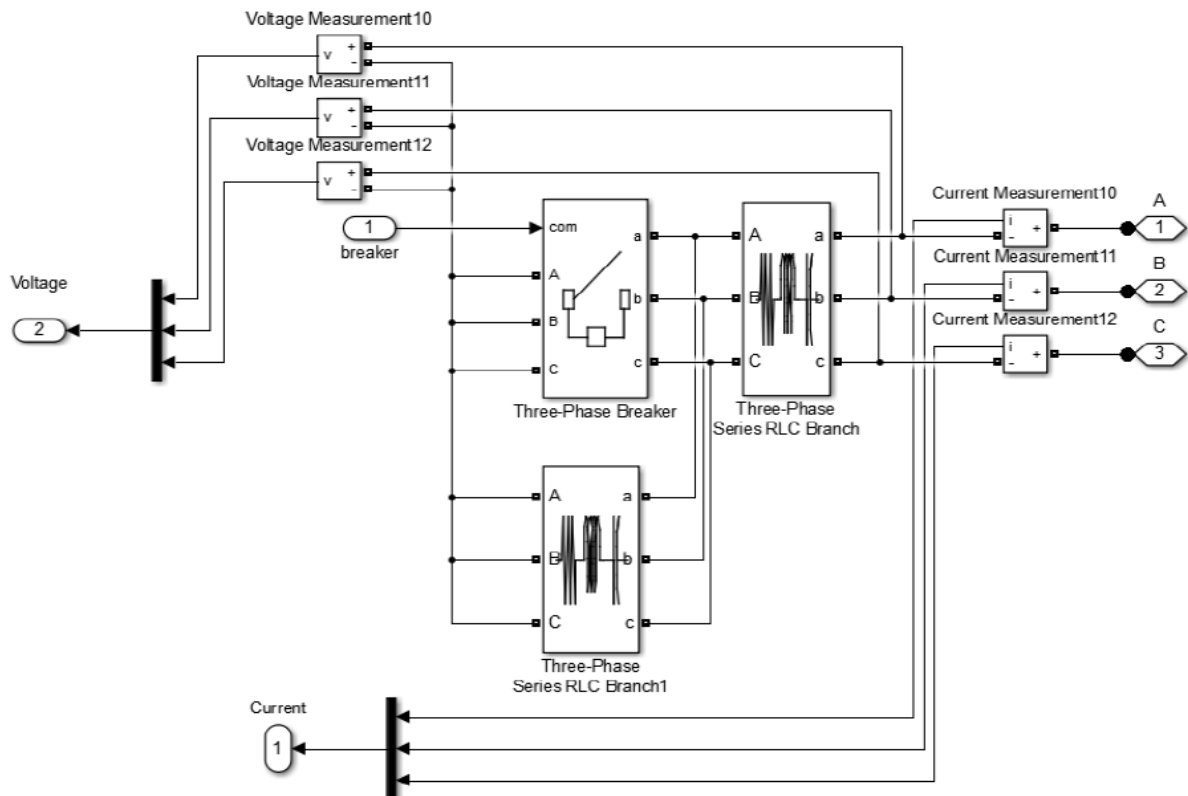 Voltage Measurement10
v
+
-
Voltage Measurement11
v
+
-
Voltage Measurement12
v
+
-
1
breaker
com
A
B
C
a
b
c
Three-Phase Breaker
A
B
C
a
b
c
Three-Phase
Series RLC Branch
Current Measurement10
i
-
+
A
1
Current Measurement11
i
-
+
B
2
Current Measurement12
i
-
+
C
3
Voltage
2
A
B
C
a
b
c
Three-Phase
Series RLC Branch1
Current
1